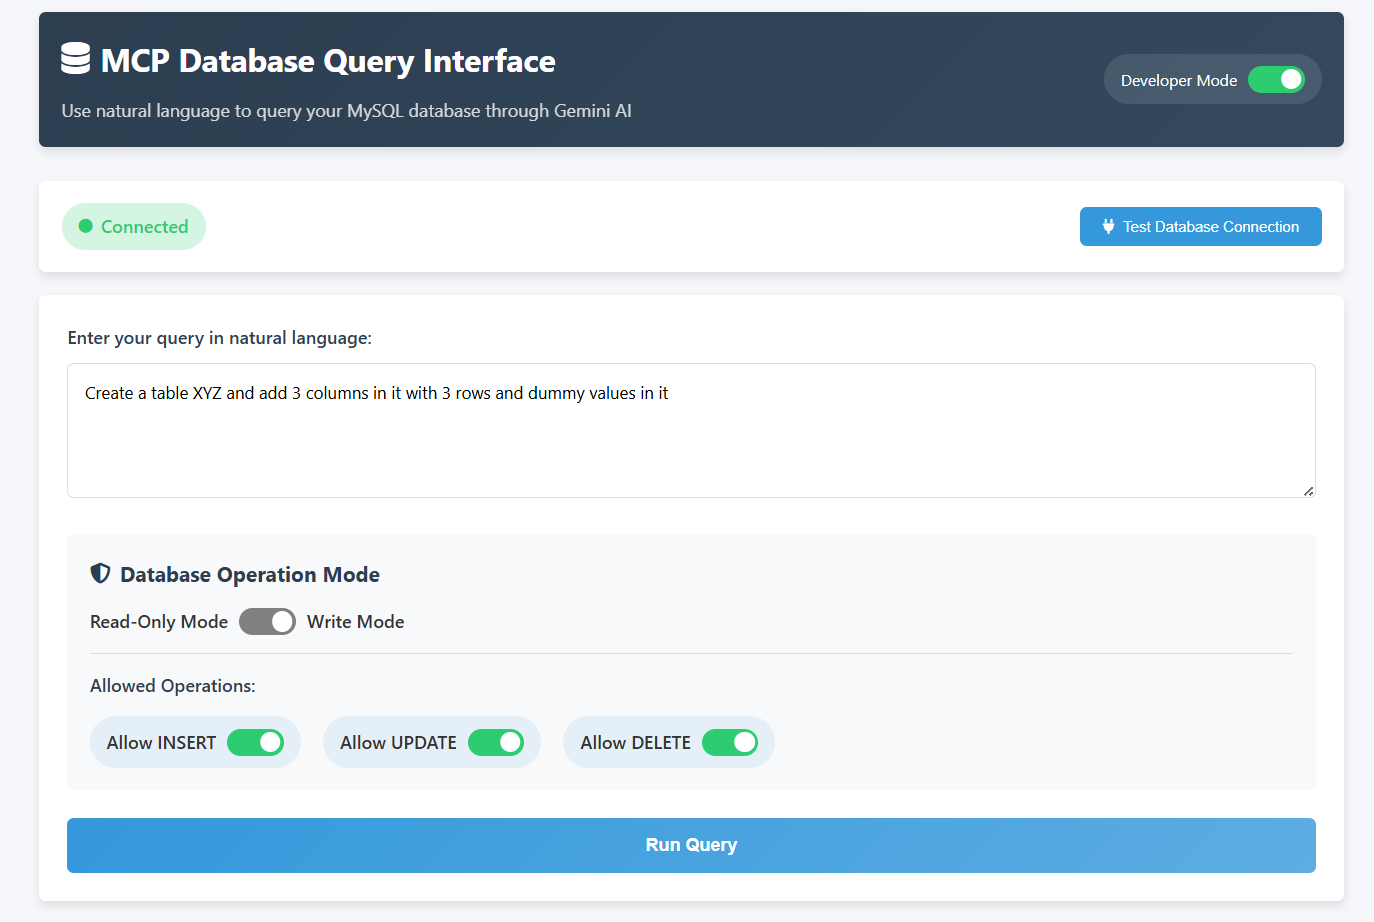 MCP Database Query Interface
Use natural language to query your MySQL database through Gemini AI
Developer Mode
Connected
Test Database Connection
Enter your query in natural language:
Create a table XYZ and add 3 columns in it with 3 rows and dummy values in it
Database Operation Mode
Read-Only Mode Write Mode
Allowed Operations:
Allow INSERT Allow UPDATE Allow DELETE
Run Query